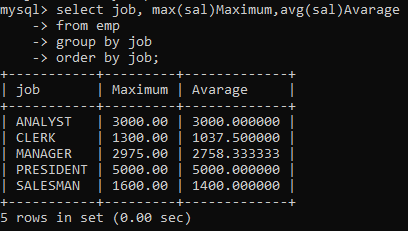 mysql> select job, max(sal)Maximum,avg(sal)Avarage
    -> from emp
    -> group by job
    -> order by job;
+-----------+---------+-------------+
| job       | Maximum | Avarage     |
+-----------+---------+-------------+
| ANALYST   | 3000.00 | 3000.000000 |
| CLERK     | 1300.00 | 1037.500000 |
| MANAGER   | 2975.00 | 2758.333333 |
| PRESIDENT | 5000.00 | 5000.000000 |
| SALESMAN  | 1600.00 | 1400.000000 |
+-----------+---------+-------------+
5 rows in set (0.00 sec)